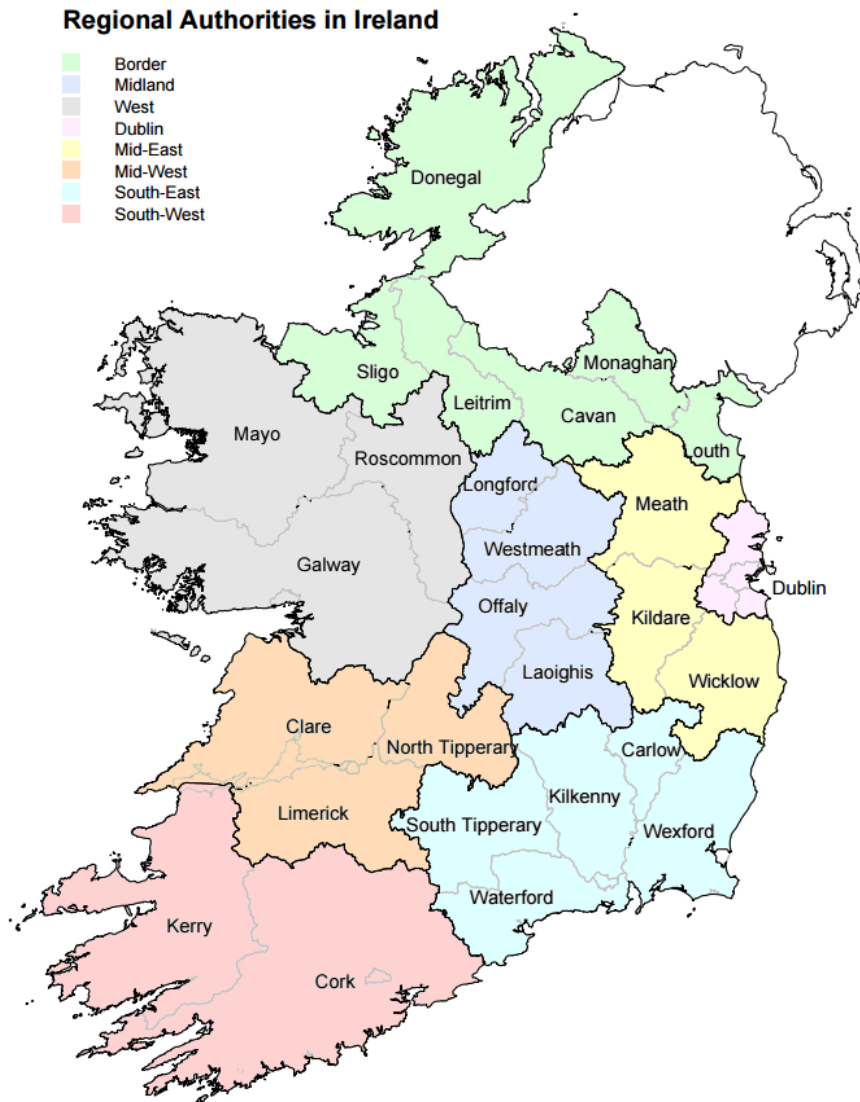 Regional Authorities in Ireland
Border
Midland
West
Dublin
Mid-East
Mid-West
South-East
South-West
Donegal
Monaghan
Sligo
Leitrim
Cavan
Mayo
Louth
Roscommon
Longford
Meath
Westmeath
Galway
Dublin
Offaly
Kildare
Laoighis
Wicklow
Clare
North Tipperary
Carlow
Kilkenny
Limerick
South Tipperary
Wexford
Waterford
Kerry
Cork